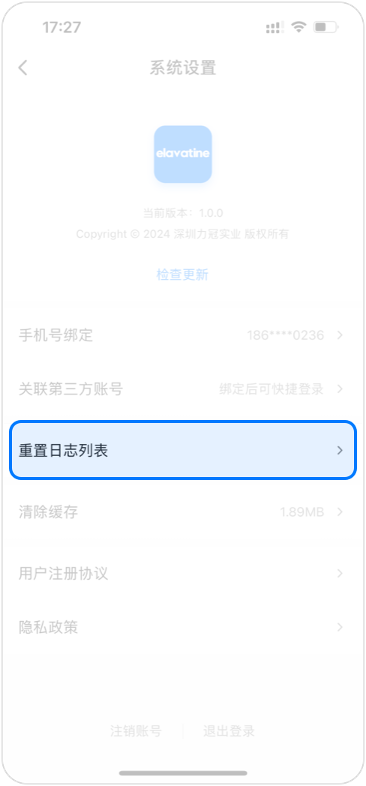 17:27
系统设置
elavatine
当前版本：1.0.0
Copyright © 2024 深圳力冠实业 版权所有
检查更新
手机号绑定 186****0236
关联第三方账号 绑定后可快捷登录
重置日志列表
清除缓存 1.89MB
用户注册协议
隐私政策
注销账号 退出登录